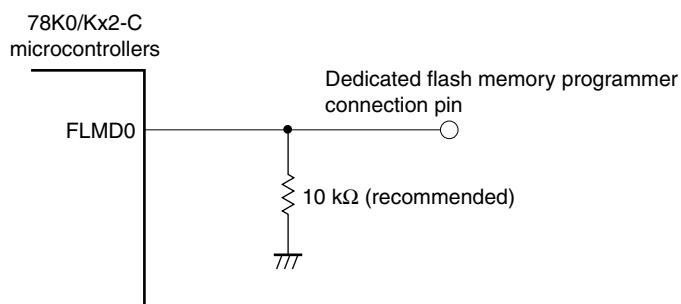 78K0/Kx2-C
microcontrollers
Dedicated flash memory programmer
connection pin
FLMD0
10 kΩ (recommended)